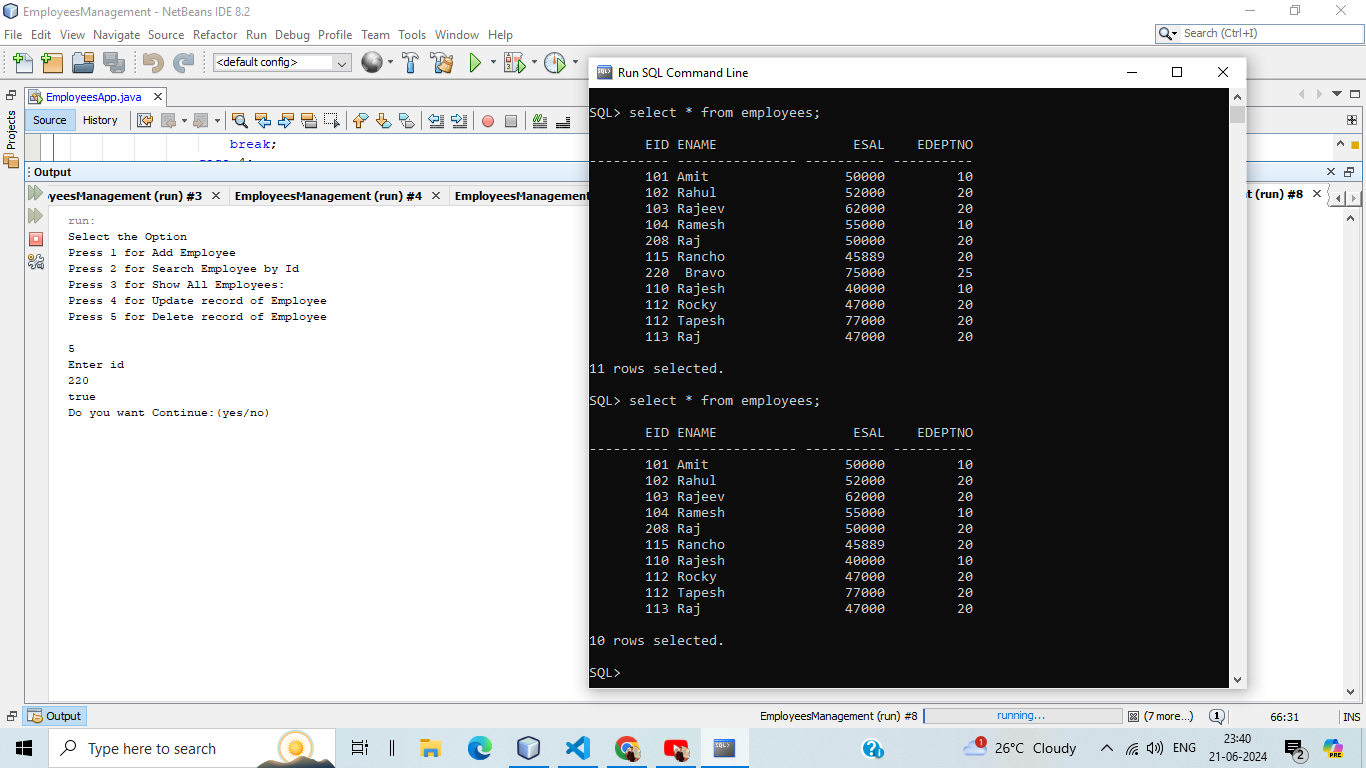 EmployeesManagement - NetBeans IDE 8.2
File Edit View Navigate Source Refactor Run Debug Profile Team Tools Window Help
Search (Ctrl+I)
<default config>
Projects
EmployeesApp.java
Source History
break;
Output
yeesManagement (run) #3 EmployeesManagement (run) #4 EmployeesManagement
t (run) #8
run:
Select the Option
Press 1 for Add Employee
Press 2 for Search Employee by Id
Press 3 for Show All Employees:
Press 4 for Update record of Employee
Press 5 for Delete record of Employee
5
Enter id
220
true
Do you want Continue:(yes/no)
Run SQL Command Line
SQL> select * from employees;
EID ENAME ESAL EDEPTNO
---------- --------------- ---------- ----------
101 Amit 50000 10
102 Rahul 52000 20
103 Rajeev 62000 20
104 Ramesh 55000 10
208 Raj 50000 20
115 Rancho 45889 20
220 Bravo 75000 25
110 Rajesh 40000 10
112 Rocky 47000 20
112 Tapesh 77000 20
113 Raj 47000 20
11 rows selected.
SQL> select * from employees;
EID ENAME ESAL EDEPTNO
---------- --------------- ---------- ----------
101 Amit 50000 10
102 Rahul 52000 20
103 Rajeev 62000 20
104 Ramesh 55000 10
208 Raj 50000 20
115 Rancho 45889 20
110 Rajesh 40000 10
112 Rocky 47000 20
112 Tapesh 77000 20
113 Raj 47000 20
10 rows selected.
SQL>
Output
EmployeesManagement (run) #8 running... (7 more...) 1 66:31 INS
Type here to search
1 26°C Cloudy ENG 23:40
21-06-2024
2
PRE